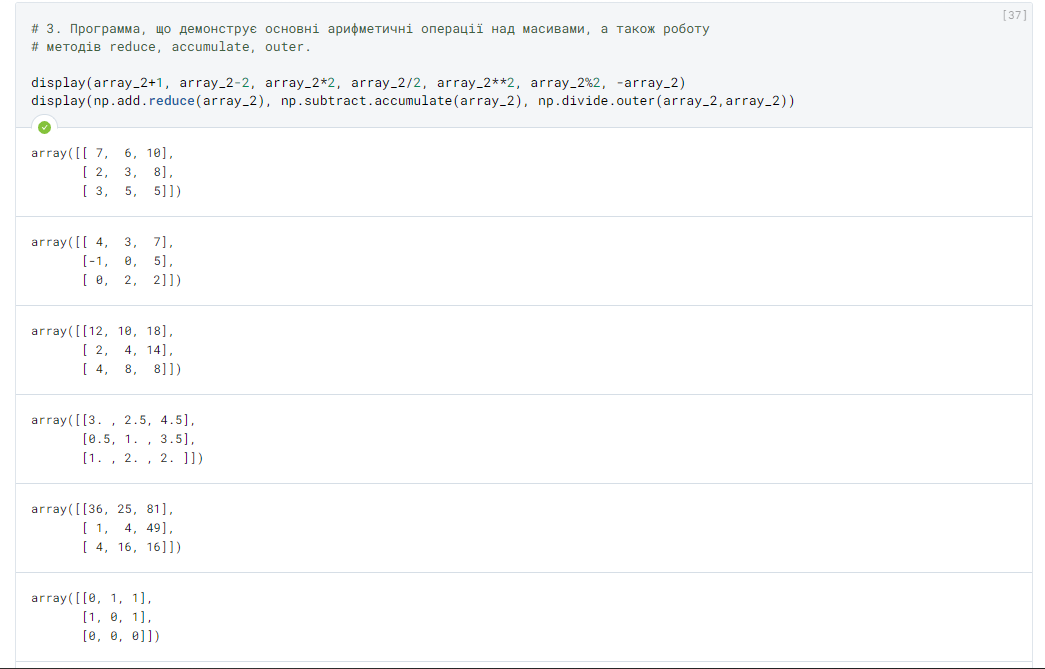 [37]
# 3. Программа, що демонструє основні арифметичні операції над масивами, а також роботу
# методів reduce, accumulate, outer.
display(array_2+1, array_2-2, array_2*2, array_2/2, array_2**2, array_2%2, -array_2)
display(np.add.reduce(array_2), np.subtract.accumulate(array_2), np.divide.outer(array_2,array_2))
array([[ 7,  6, 10],
       [ 2,  3,  8],
       [ 3,  5,  5]])
array([[ 4,  3,  7],
       [-1,  0,  5],
       [ 0,  2,  2]])
array([[12, 10, 18],
       [ 2,  4, 14],
       [ 4,  8,  8]])
array([[3. , 2.5, 4.5],
       [0.5, 1. , 3.5],
       [1. , 2. , 2. ]])
array([[36, 25, 81],
       [ 1,  4, 49],
       [ 4, 16, 16]])
array([[0, 1, 1],
       [1, 0, 1],
       [0, 0, 0]])